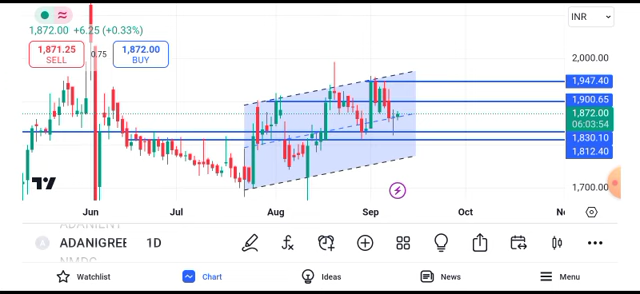 1,872.00 +6.25 (+0.33%)
1,871.25
SELL
0.75
1,872.00
BUY
INR
2,000.00
1,947.40
1,900.65
1,872.00
06:03:54
1,830.10
1,812.40
1,700.00
Jun Jul Aug Sep Oct
ADANIENT
A ADANIGREE 1D
NMDC
Watchlist Chart Ideas News Menu